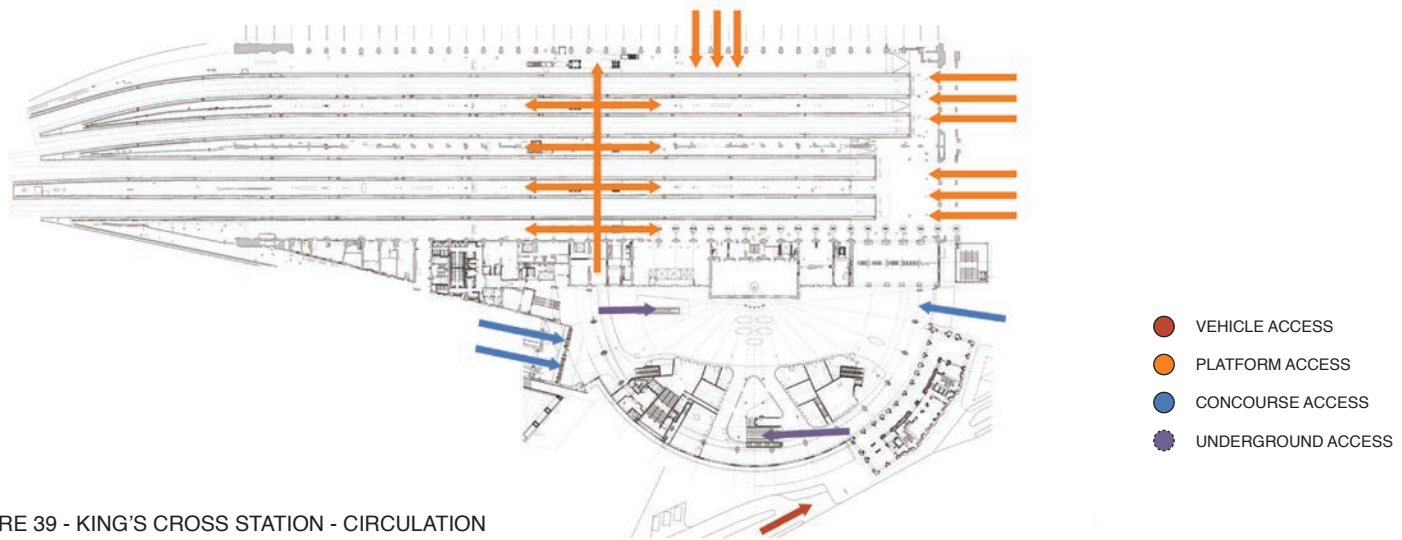 VEHICLE ACCESS
PLATFORM ACCESS
CONCOURSE ACCESS
UNDERGROUND ACCESS
RE 39 - KING'S CROSS STATION - CIRCULATION